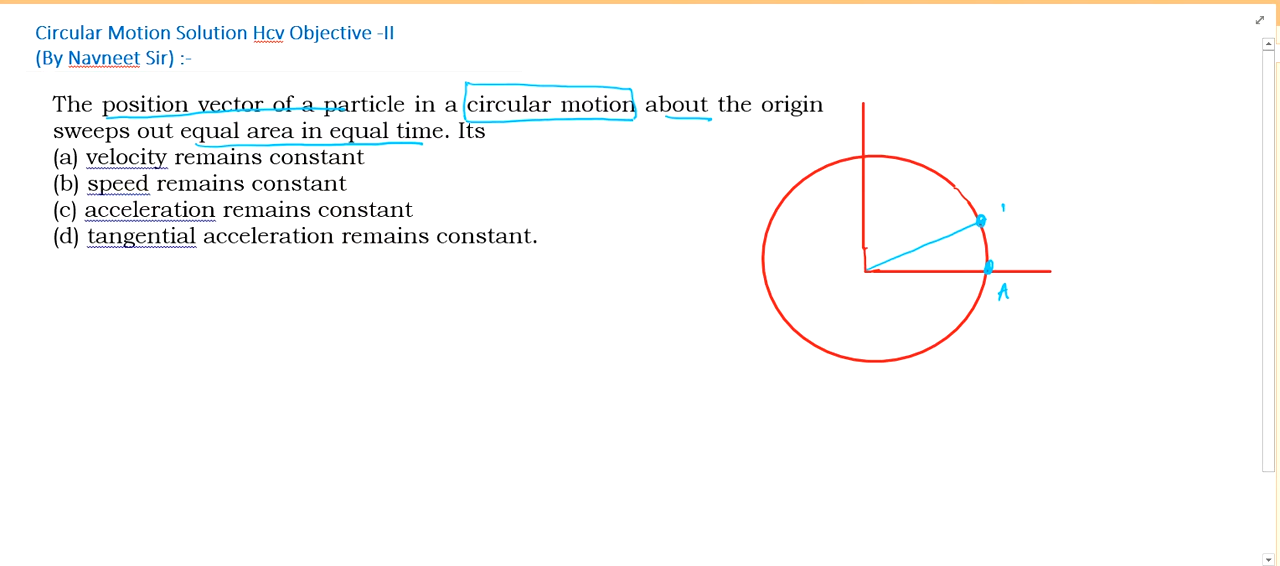 Circular Motion Solution Hcv Objective -II
(By Navneet Sir) :-
The position vector of a particle in a circular motion about the origin
sweeps out equal area in equal time. Its
(a) velocity remains constant
(b) speed remains constant
(c) acceleration remains constant
(d) tangential acceleration remains constant.
A